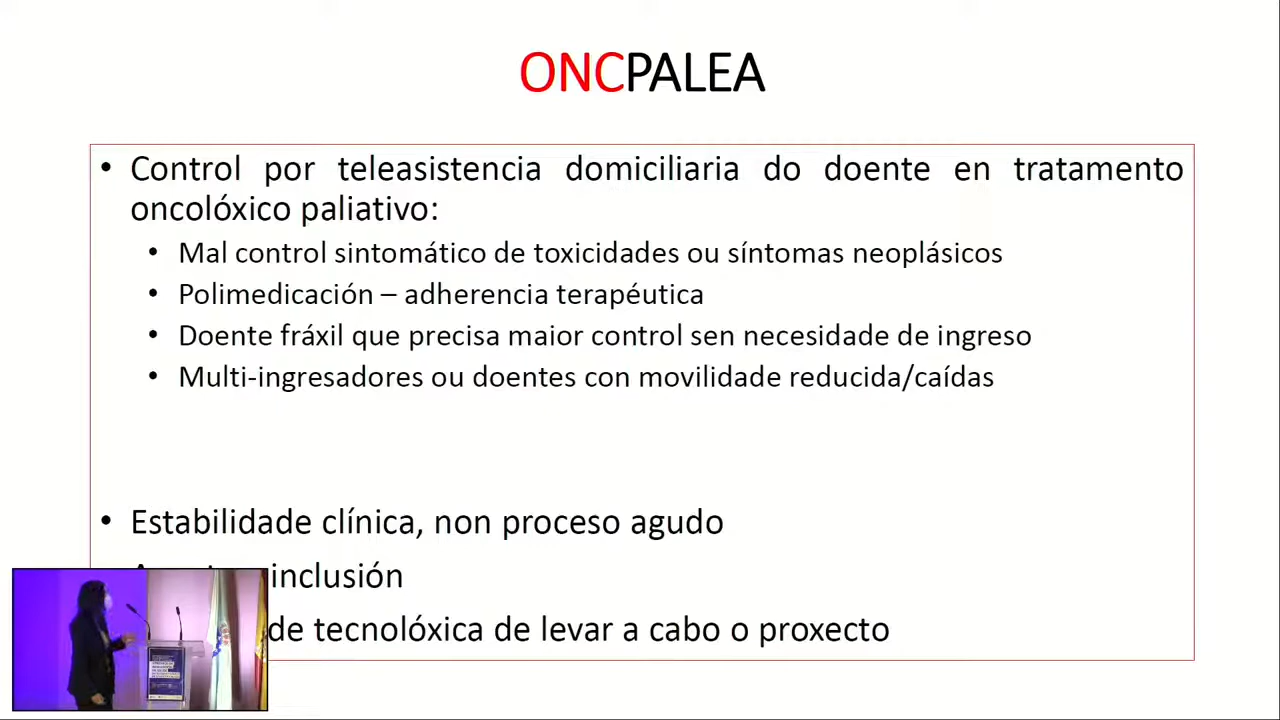 ONCPALEA
• Control por teleasistencia domiciliaria do doente en tratamento
oncolóxico paliativo:
• Mal control sintomático de toxicidades ou síntomas neoplásicos
• Polimedicación – adherencia terapéutica
• Doente fráxil que precisa maior control sen necesidade de ingreso
• Multi-ingresadores ou doentes con movilidade reducida/caídas
• Estabilidade clínica, non proceso agudo
inclusión
de tecnolóxica de levar a cabo o proxecto